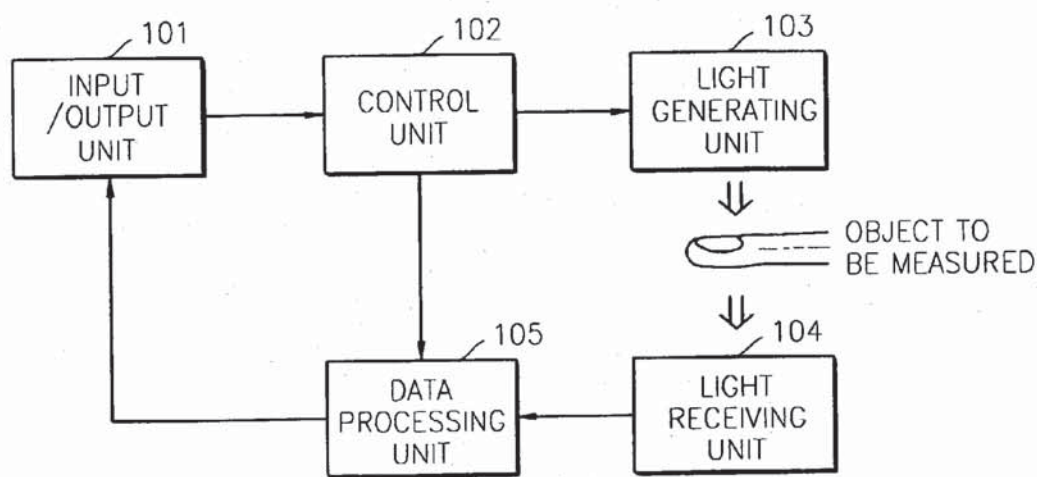 101
INPUT
/OUTPUT
UNIT
102
CONTROL
UNIT
103
LIGHT
GENERATING
UNIT
OBJECT TO
BE MEASURED
105
DATA
PROCESSING
UNIT
104
LIGHT
RECEIVING
UNIT